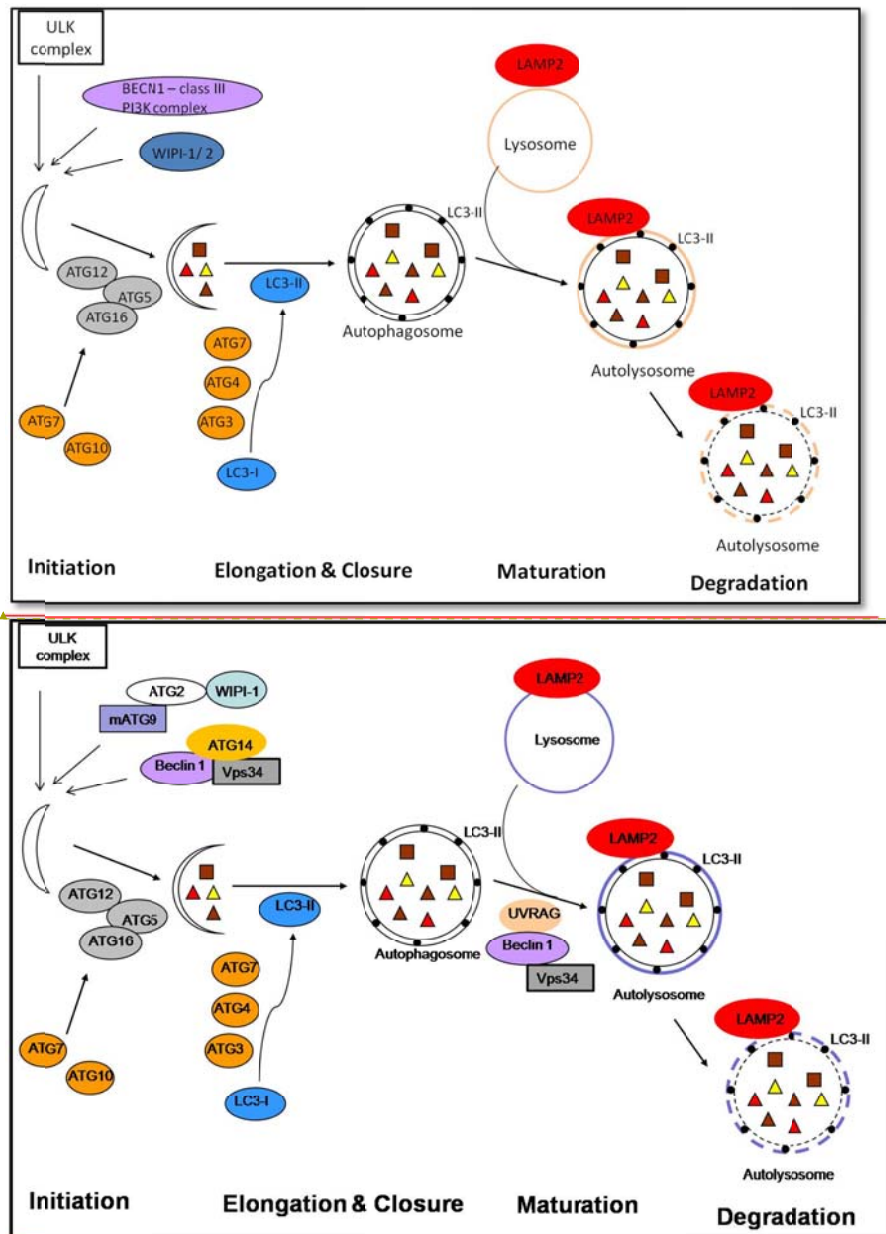 ULK
complex
BECN1 – class III
PI3K complex
WIPI-1/ 2
LAMP2
Lysosome
LC3-II
LAMP2
LC3-II
ATG12
ATG5
ATG16
LC3-II
Autophagosome
ATG7
ATG4
ATG3
Autolysosome
LAMP2
LC3-II
ATG7
ATG10
LC3-I
Autolysosome
Initiation
Elongation & Closure
Maturation
Degradation
ULK
complex
ATG2
WIPI-1
mATG9
ATG14
Beclin 1
Vps34
LAMP2
Lysosome
LC3-II
LAMP2
LC3-II
ATG12
ATG5
ATG16
LC3-II
UVRAG
Beclin 1
Vps34
Autophagosome
ATG7
ATG4
ATG3
Autolysosome
LAMP2
LC3-II
ATG7
ATG10
LC3-I
Autolysosome
Initiation
Elongation & Closure
Maturation
Degradation